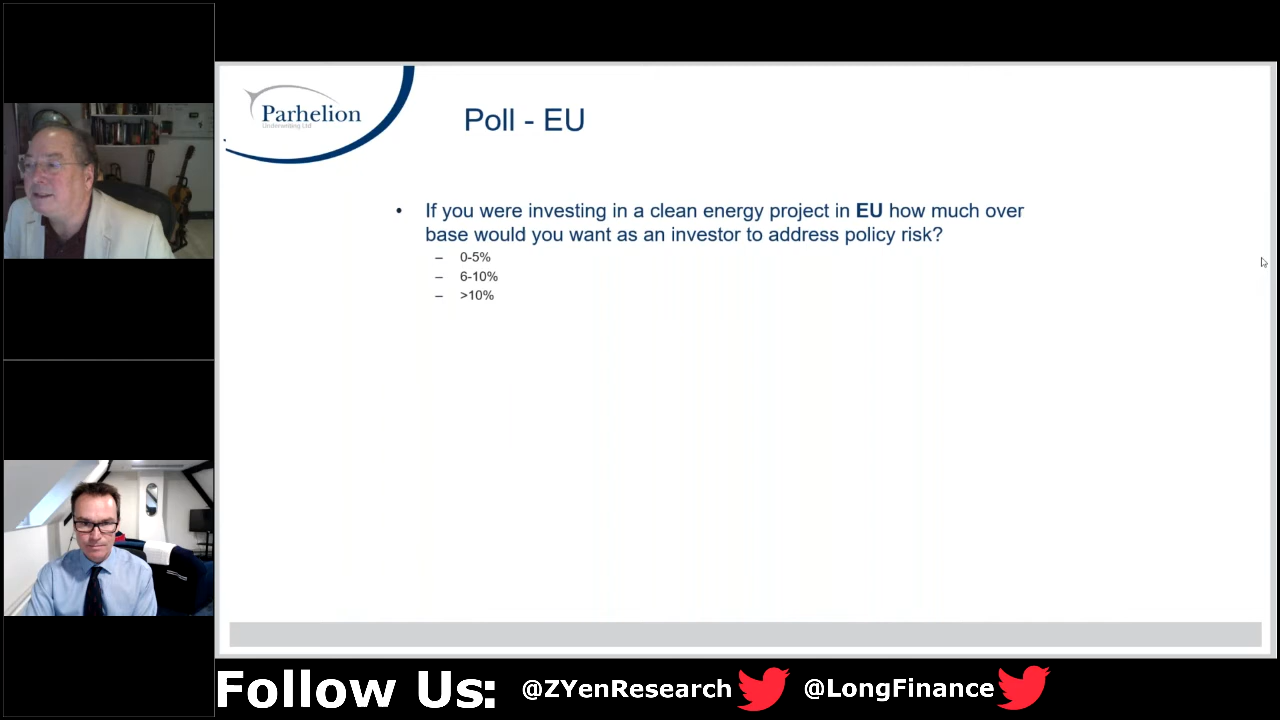 Parhelion
Underwriting Ltd
Poll - EU
• If you were investing in a clean energy project in EU how much over
base would you want as an investor to address policy risk?
– 0-5%
– 6-10%
– >10%
Follow Us: @ZYenResearch @LongFinance